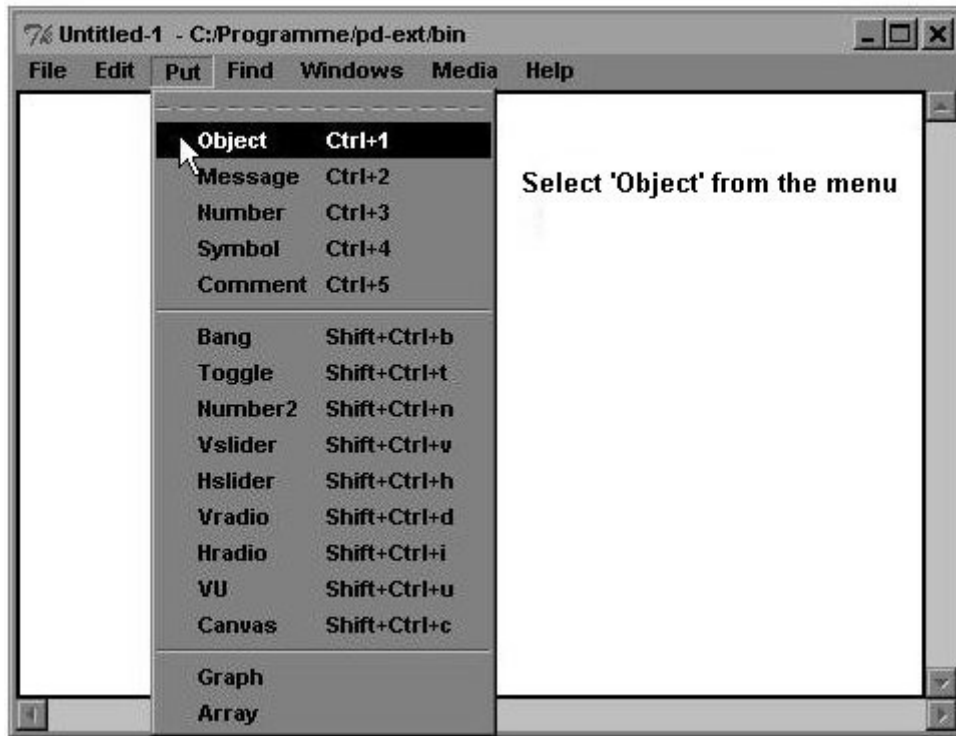 Untitled-1 - C:/Programme/pd-ext/bin
File Edit Put Find Windows Media Help
Object Ctrl+1
Message Ctrl+2
Number Ctrl+3
Symbol Ctrl+4
Comment Ctrl+5
Bang Shift+Ctrl+b
Toggle Shift+Ctrl+t
Number2 Shift+Ctrl+n
Vslider Shift+Ctrl+v
Hslider Shift+Ctrl+h
Vradio Shift+Ctrl+d
Hradio Shift+Ctrl+i
VU Shift+Ctrl+u
Canvas Shift+Ctrl+c
Graph
Array
Select 'Object' from the menu